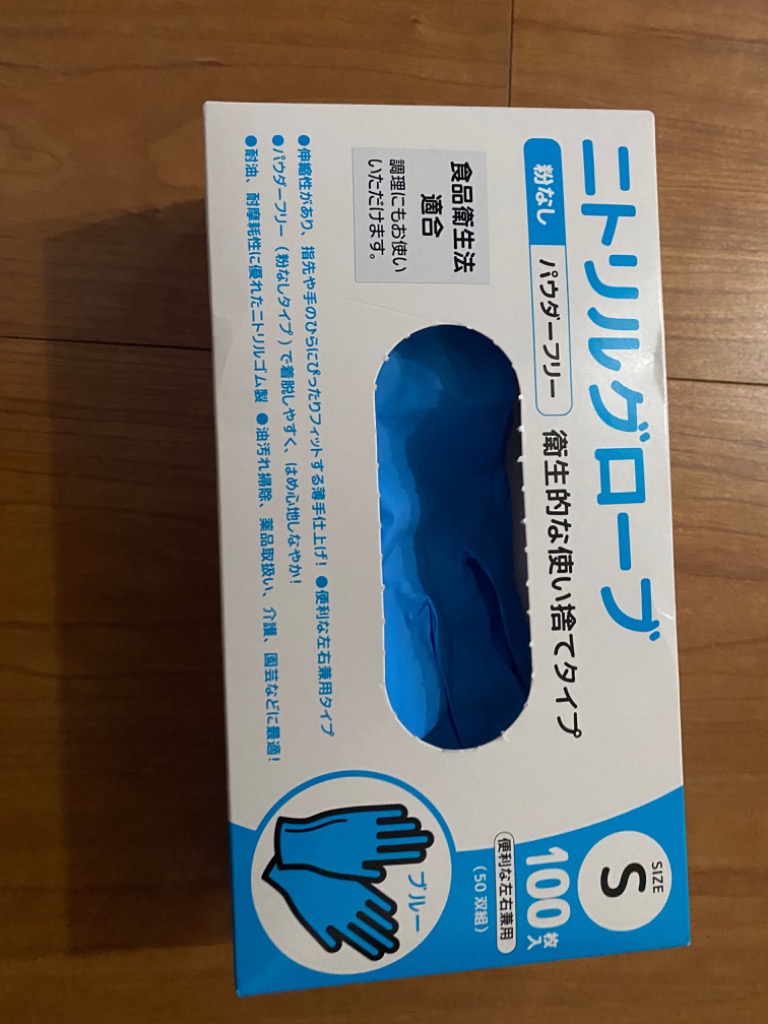 ニトリルグローブ
粉なし パウダーフリー 衛生的な使い捨てタイプ
食品衛生法
適合
調理にもお使い
いただけます。
●伸縮性があり、指先や手のひらにぴったりフィットする薄手仕上げ! ●便利な左右兼用タイプ
●パウダーフリー(粉なしタイプ)で着脱しやすく、はめ心地しなやか!
●耐油、耐摩耗性に優れたニトリルゴム製 ●油汚れ掃除、薬品取扱い、介護、園芸などに最適!
SIZE
S
100枚入
便利な左右兼用
(50双組)
ブルー